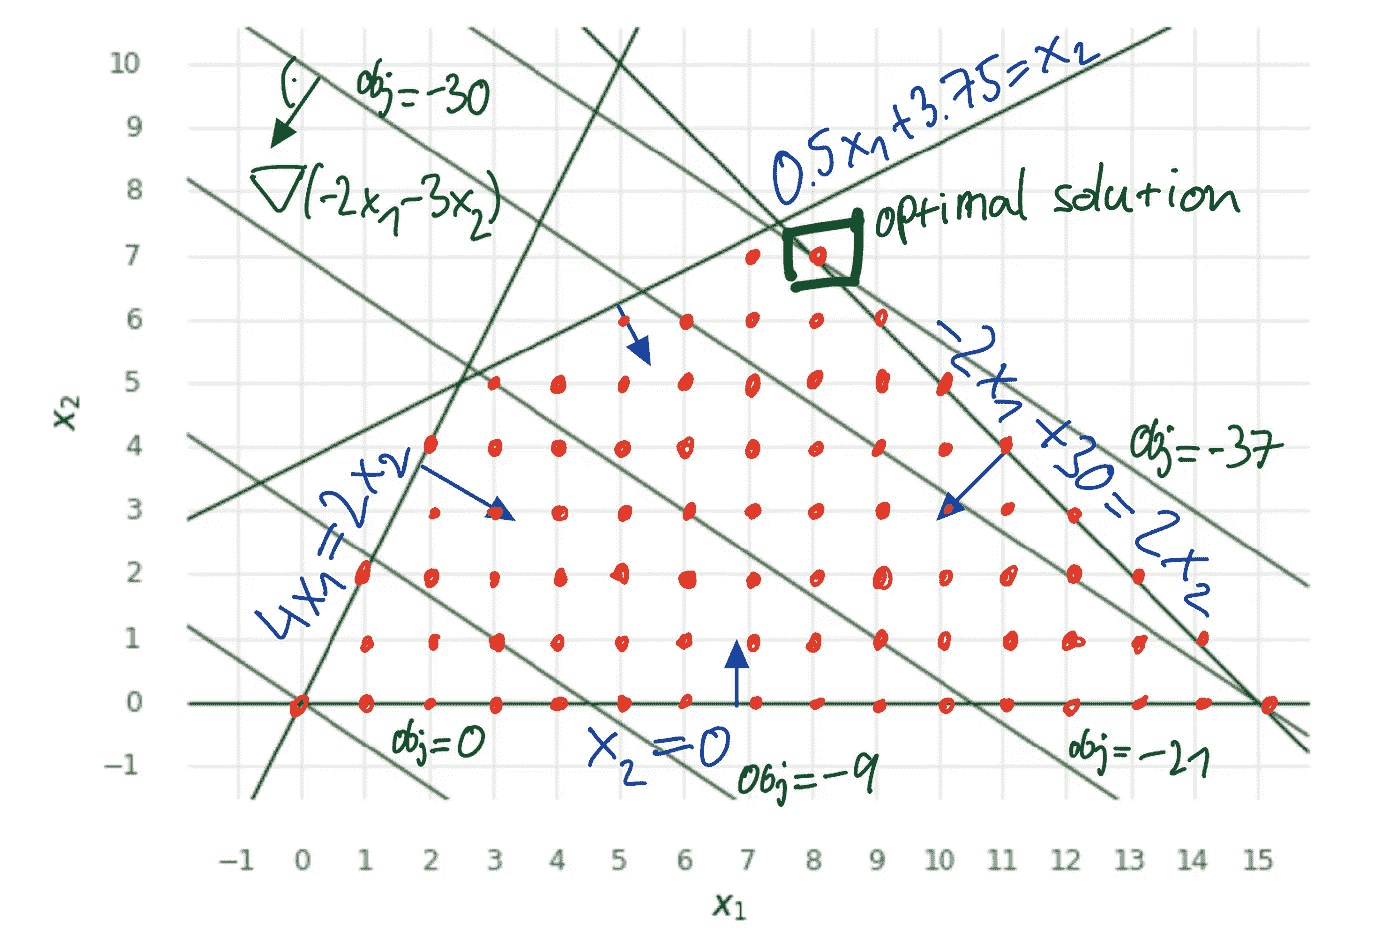 10
9
8
7
6
5
4
3
2
1
0
−1
x₂
−1 0 1 2 3 4 5 6 7 8 9 10 11 12 13 14 15
x₁
obj=-30
∇(-2x₁-3x₂)
0.5x₁+3.75=x₂
optimal solution
-2x₁+30=2x₂
obj=-37
4x₁=2x₂
obj=0
x₂=0
obj=-9
obj=-21